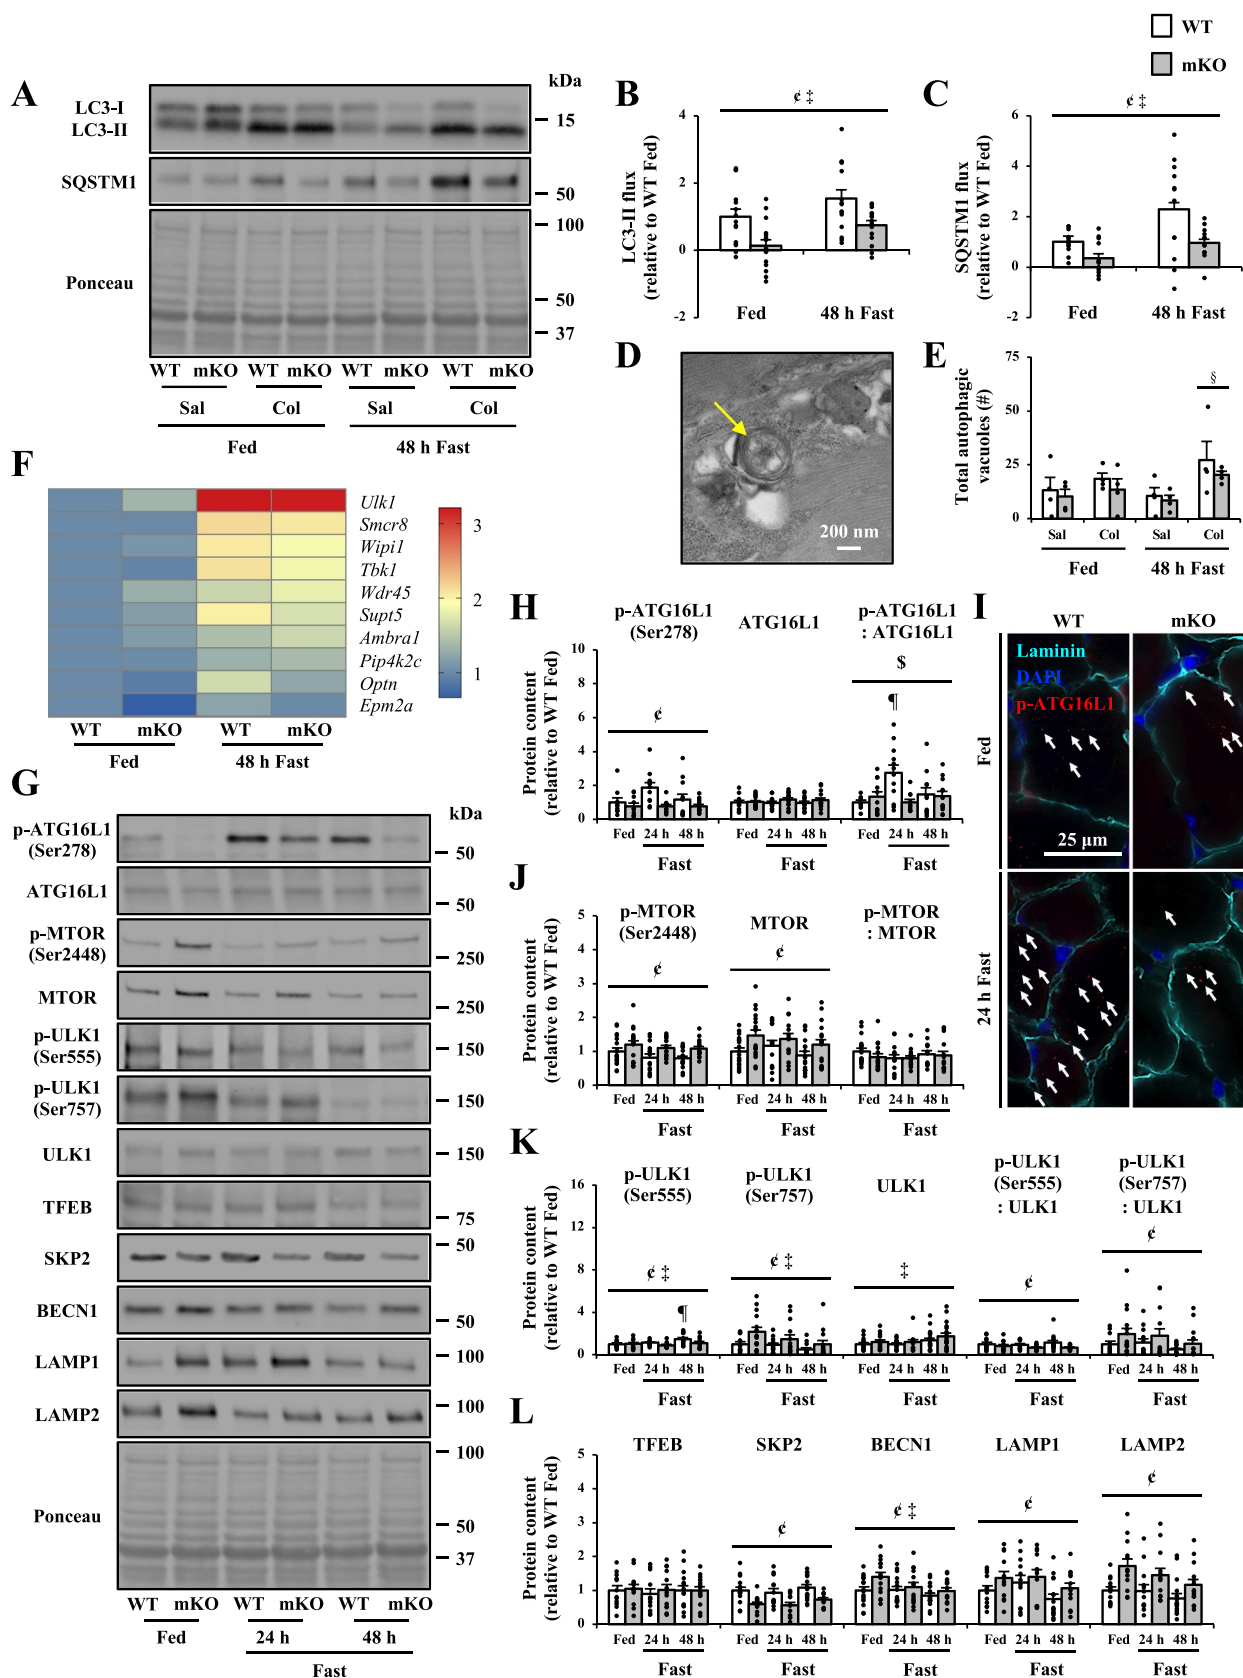 WT
mKO
A
kDa
LC3-I
LC3-II
15
SQSTM1
50
100
Ponceau
50
37
WT mKO WT mKO WT mKO WT mKO
Sal Col Sal Col
Fed 48 h Fast
B
¢ ‡
LC3-II flux
(relative to WT Fed)
4
2
0
-2
Fed 48 h Fast
C
¢ ‡
SQSTM1 flux
(relative to WT Fed)
6
4
2
0
-2
Fed 48 h Fast
D
200 nm
E
Total autophagic
vacuoles (#)
75
50
25
0
§
Sal Col Sal Col
Fed 48 h Fast
F
Ulk1
Smcr8
Wipi1
Tbk1
Wdr45
Supt5
Ambra1
Pip4k2c
Optn
Epm2a
3
2
1
WT mKO WT mKO
Fed 48 h Fast
G
kDa
p-ATG16L1
(Ser278)
50
ATG16L1
50
p-MTOR
(Ser2448)
250
MTOR
250
p-ULK1
(Ser555)
150
p-ULK1
(Ser757)
150
ULK1
150
TFEB
75
SKP2
50
BECN1
50
LAMP1
100
LAMP2
100
Ponceau
100
50
37
WT mKO WT mKO WT mKO
Fed 24 h 48 h
Fast
H
p-ATG16L1
(Ser278)
ATG16L1
p-ATG16L1
: ATG16L1
Protein content
(relative to WT Fed)
10
8
6
4
2
0
¢
$
¶
Fed 24 h 48 h Fed 24 h 48 h Fed 24 h 48 h
Fast Fast Fast
I
WT mKO
Laminin
DAPI
p-ATG16L1
Fed
25 µm
24 h Fast
J
p-MTOR
(Ser2448)
MTOR
p-MTOR
: MTOR
Protein content
(relative to WT Fed)
5
4
3
2
1
0
¢
¢
Fed 24 h 48 h Fed 24 h 48 h Fed 24 h 48 h
Fast Fast Fast
K
p-ULK1
(Ser555)
p-ULK1
(Ser757)
ULK1
p-ULK1
(Ser555)
: ULK1
p-ULK1
(Ser757)
: ULK1
Protein content
(relative to WT Fed)
16
12
8
4
0
¢ ‡
¶
¢ ‡
‡
¢
¢
Fed 24 h 48 h Fed 24 h 48 h Fed 24 h 48 h Fed 24 h 48 h Fed 24 h 48 h
Fast Fast Fast Fast Fast
L
TFEB SKP2 BECN1 LAMP1 LAMP2
Protein content
(relative to WT Fed)
5
4
3
2
1
0
¢
¢ ‡
¢
¢
Fed 24 h 48 h Fed 24 h 48 h Fed 24 h 48 h Fed 24 h 48 h Fed 24 h 48 h
Fast Fast Fast Fast Fast